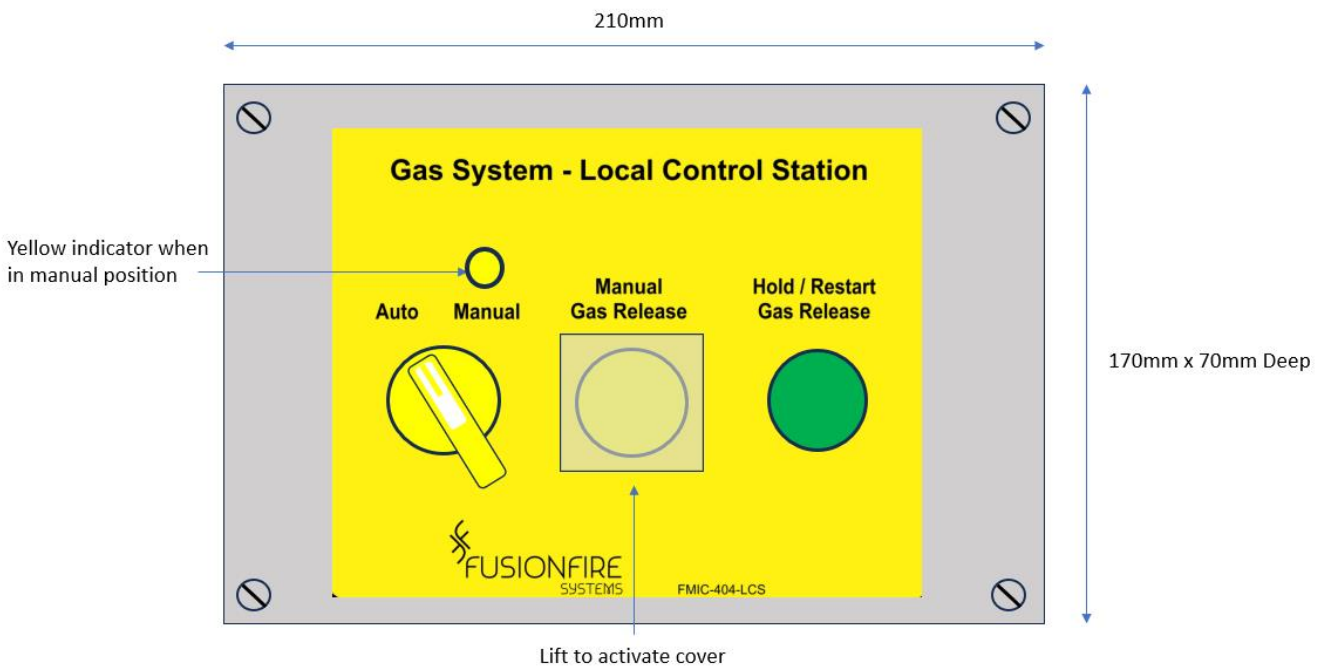 210mm
Gas System - Local Control Station
Yellow indicator when
in manual position
Auto Manual
Manual
Gas Release
Hold / Restart
Gas Release
170mm x 70mm Deep
FUSIONFIRE
SYSTEMS
FMIC-404-LCS
Lift to activate cover